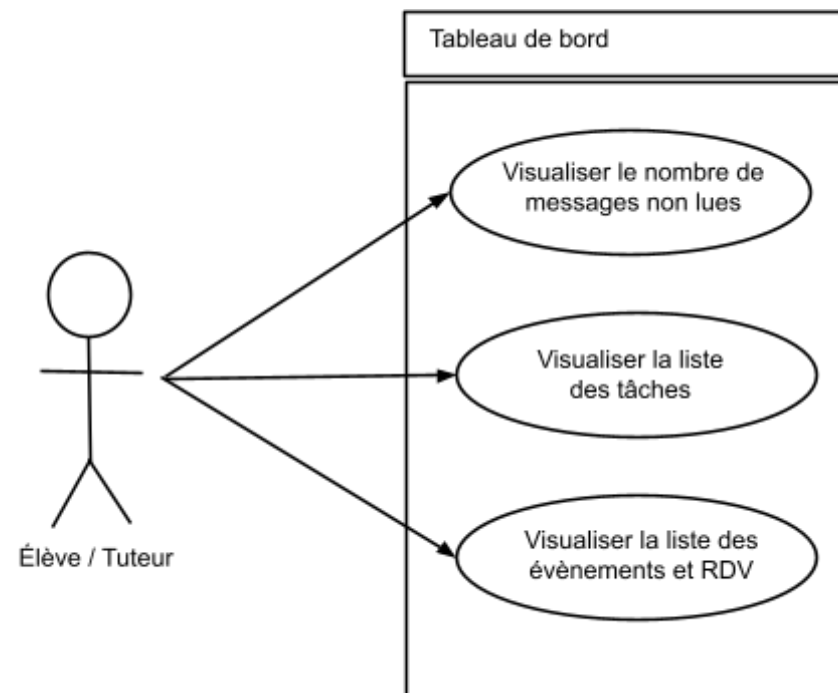 Tableau de bord
Visualiser le nombre de
messages non lues
Visualiser la liste
des tâches
Visualiser la liste des
évènements et RDV
Élève / Tuteur